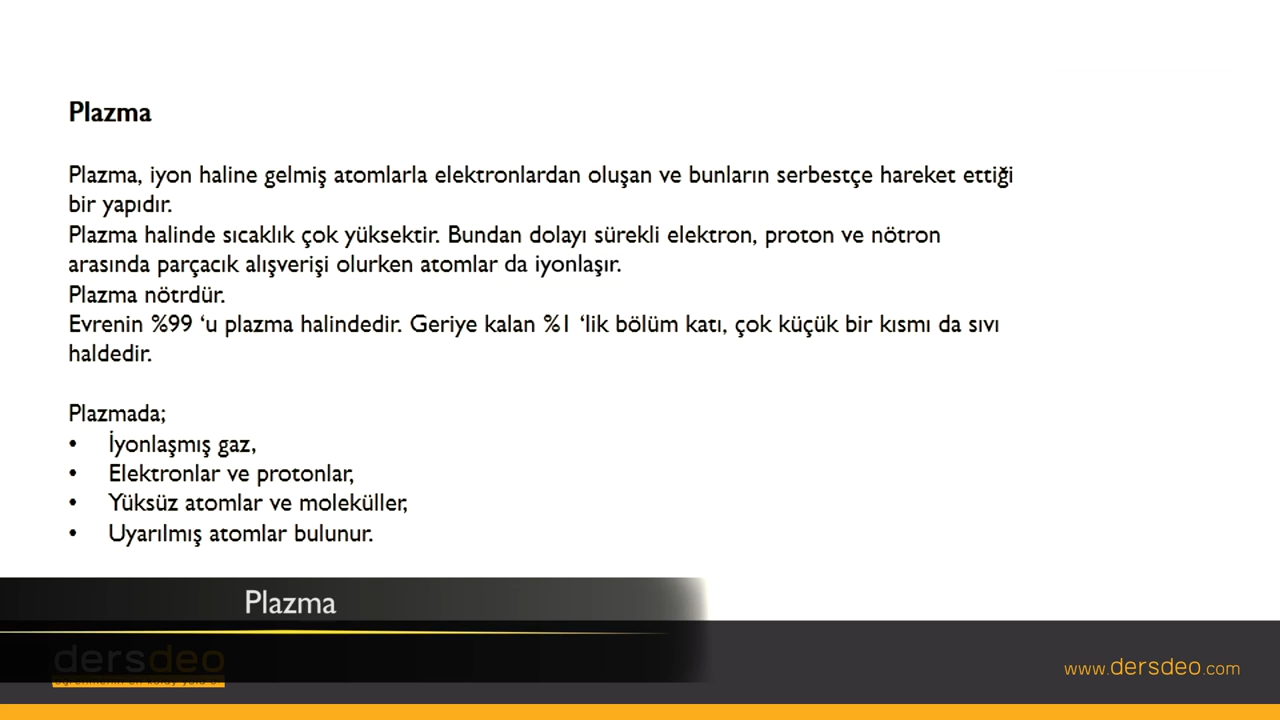 Plazma
Plazma, iyon haline gelmiş atomlarla elektronlardan oluşan ve bunların serbestçe hareket ettiği
bir yapıdır.
Plazma halinde sıcaklık çok yüksektir. Bundan dolayı sürekli elektron, proton ve nötron
arasında parçacık alışverişi olurken atomlar da iyonlaşır.
Plazma nötrdür.
Evrenin %99 ‘u plazma halindedir. Geriye kalan %1 ‘lik bölüm katı, çok küçük bir kısmı da sıvı
haldedir.
Plazmada;
• İyonlaşmış gaz,
• Elektronlar ve protonlar,
• Yüksüz atomlar ve moleküller,
• Uyarılmış atomlar bulunur.
Plazma
dersdeo
www.dersdeo.com